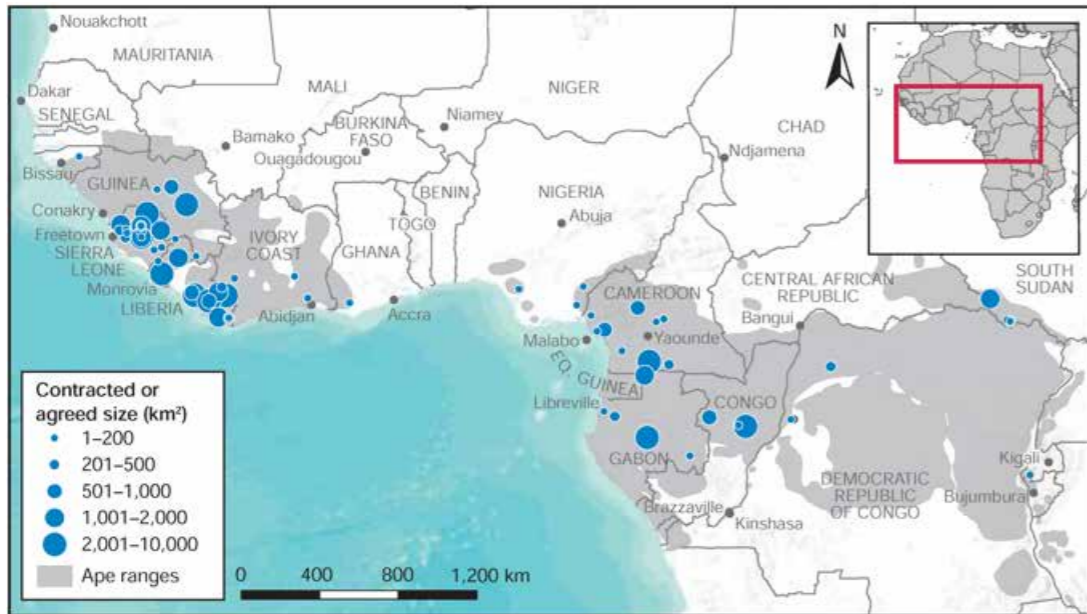 Nouakchott
MAURITANIA
N
Dakar
MALI
NIGER
SENEGAL
BURKINA
FASO
Niamey
CHAD
Bamako
Ouagadougou
Ndjamena
Bissau
GUINEA
BENIN
NIGERIA
Conakry
TOGO
Abuja
Freetown
IVORY
COAST
GHANA
SIERRA
LEONE
CENTRAL AFRICAN
REPUBLIC
SOUTH
SUDAN
Monrovia
CAMEROON
LIBERIA
Abidjan
Accra
Bangui
Malabo
Yaounde
EQ. GUINEA
Libreville
CONGO
GABON
Kigali
DEMOCRATIC
REPUBLIC
OF CONGO
Bujumbura
Brazzaville
Kinshasa
Contracted or
agreed size (km²)
1–200
201–500
501–1,000
1,001–2,000
2,001–10,000
Ape ranges
0 400 800 1,200 km